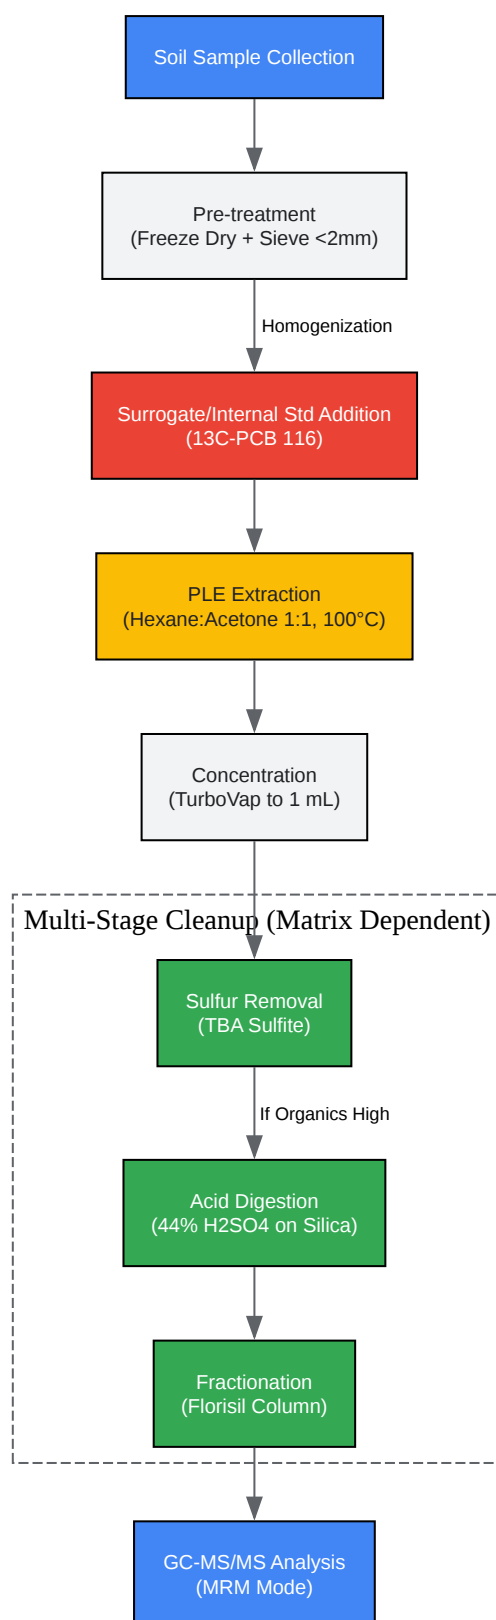 Soil Sample Collection
Pre-treatment
(Freeze Dry + Sieve <2mm)
Homogenization
Surrogate/Internal Std Addition
(13C-PCB 116)
PLE Extraction
(Hexane:Acetone 1:1, 100°C)
Concentration
(TurboVap to 1 mL)
Multi-Stage Cleanup (Matrix Dependent)
Sulfur Removal
(TBA Sulfite)
If Organics High
Acid Digestion
(44% H2SO4 on Silica)
Fractionation
(Florisil Column)
GC-MS/MS Analysis
(MRM Mode)